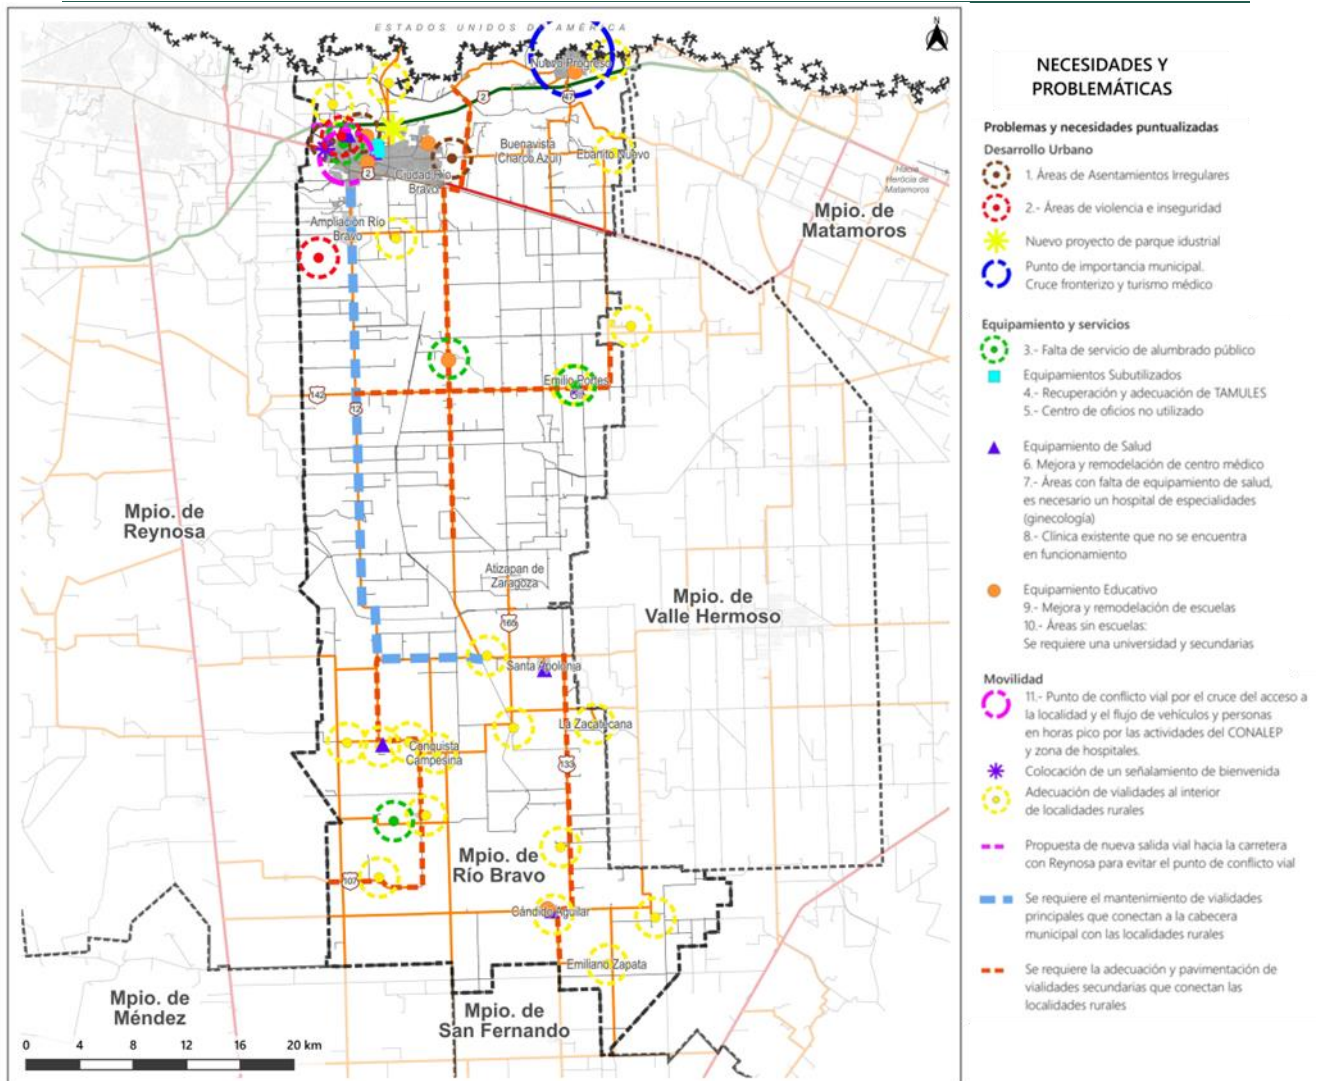 ESTADOS UNIDOS DE AMÉRICA
N
Nuevo Progreso
2
47
Buenavista
(Charco Azul)
Ebanito Nuevo
Ciudad Río
Bravo
2
Hacia
Heróica de
Matamoros
Mpio. de
Matamoros
Ampliación Río
Bravo
Emilio Portes
Gil
142
12
Mpio. de
Reynosa
Atizapan de
Zaragoza
Mpio. de
Valle Hermoso
165
Santa Apolonia
La Zacatecana
Conquista
Campesina
133
Mpio. de
Río Bravo
107
Cándido Aguilar
Emiliano Zapata
Mpio. de
Méndez
Mpio. de
San Fernando
0 4 8 12 16 20 km
NECESIDADES Y
PROBLEMÁTICAS
Problemas y necesidades puntualizadas
Desarrollo Urbano
1. Áreas de Asentamientos Irregulares
2.- Áreas de violencia e inseguridad
Nuevo proyecto de parque idustrial
Punto de importancia municipal.
Cruce fronterizo y turismo médico
Equipamiento y servicios
3.- Falta de servicio de alumbrado público
Equipamientos Subutilizados
4.- Recuperación y adecuación de TAMULES
5.- Centro de oficios no utilizado
Equipamiento de Salud
6. Mejora y remodelación de centro médico
7.- Áreas con falta de equipamiento de salud,
es necesario un hospital de especialidades
(ginecología)
8.- Clínica existente que no se encuentra
en funcionamiento
Equipamiento Educativo
9.- Mejora y remodelación de escuelas
10.- Áreas sin escuelas:
Se requiere una universidad y secundarias
Movilidad
11.- Punto de conflicto vial por el cruce del acceso a
la localidad y el flujo de vehículos y personas
en horas pico por las actividades del CONALEP
y zona de hospitales.
Colocación de un señalamiento de bienvenida
Adecuación de vialidades al interior
de localidades rurales
Propuesta de nueva salida vial hacia la carretera
con Reynosa para evitar el punto de conflicto vial
Se requiere el mantenimiento de vialidades
principales que conectan a la cabecera
municipal con las localidades rurales
Se requiere la adecuación y pavimentación de
vialidades secundarias que conectan las
localidades rurales